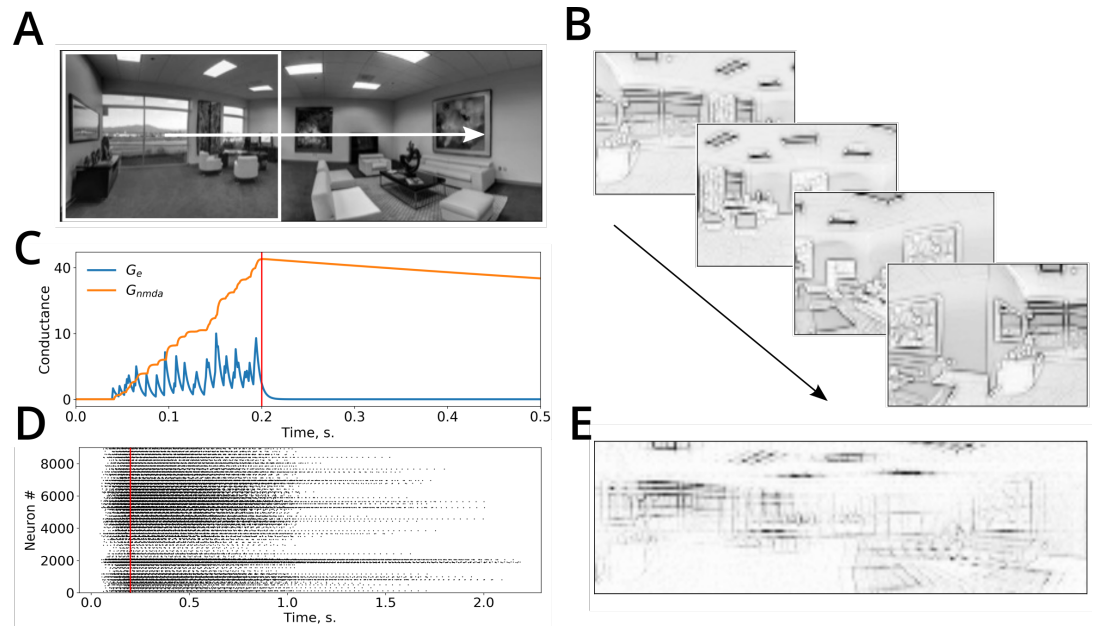 A
B
C
G_e
G_nmda
Conductance
40
10
0
0.0 0.1 0.2 0.3 0.4 0.5
Time, s.
D
Neuron #
8000
6000
4000
2000
0
0.0 0.5 1.0 1.5 2.0
Time, s.
E